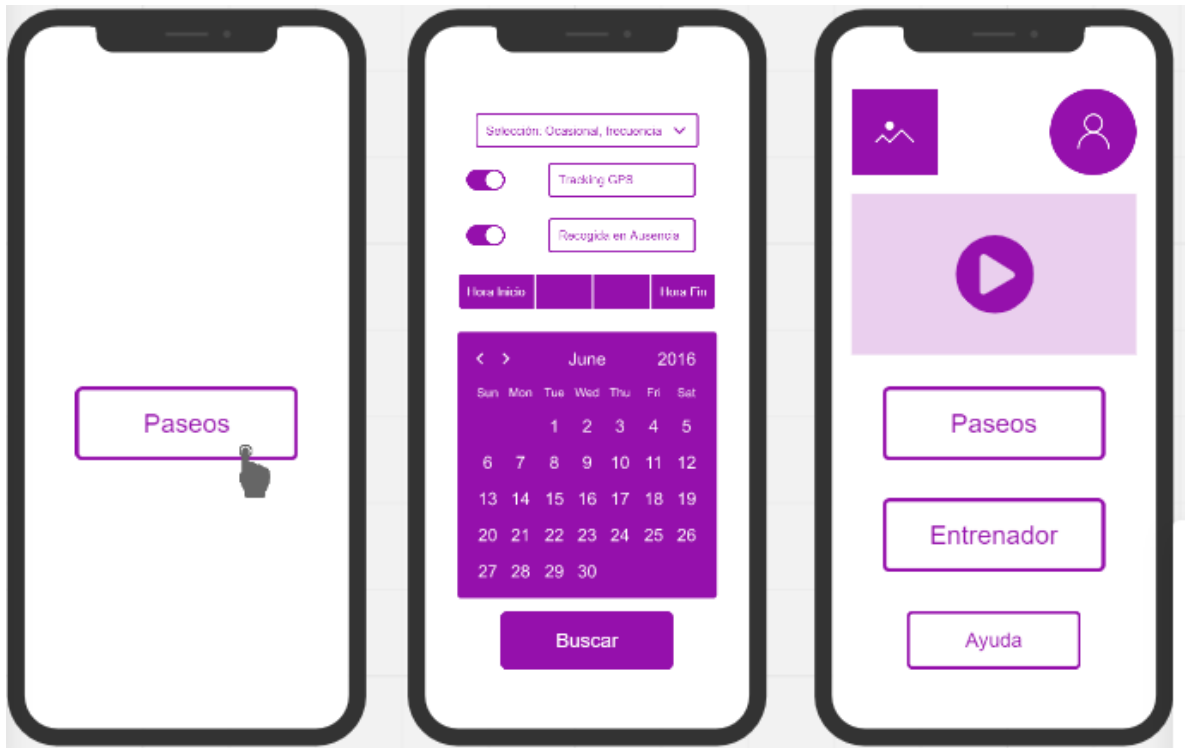 Paseos
Selección: Ocasional, frecuencia
Tracking GPS
Recogida en Ausencia
Hora Inicio Hora Fin
< > June 2016
Sun Mon Tue Wed Thu Fri Sat
1 2 3 4 5
6 7 8 9 10 11 12
13 14 15 16 17 18 19
20 21 22 23 24 25 26
27 28 29 30
Buscar
Paseos
Entrenador
Ayuda